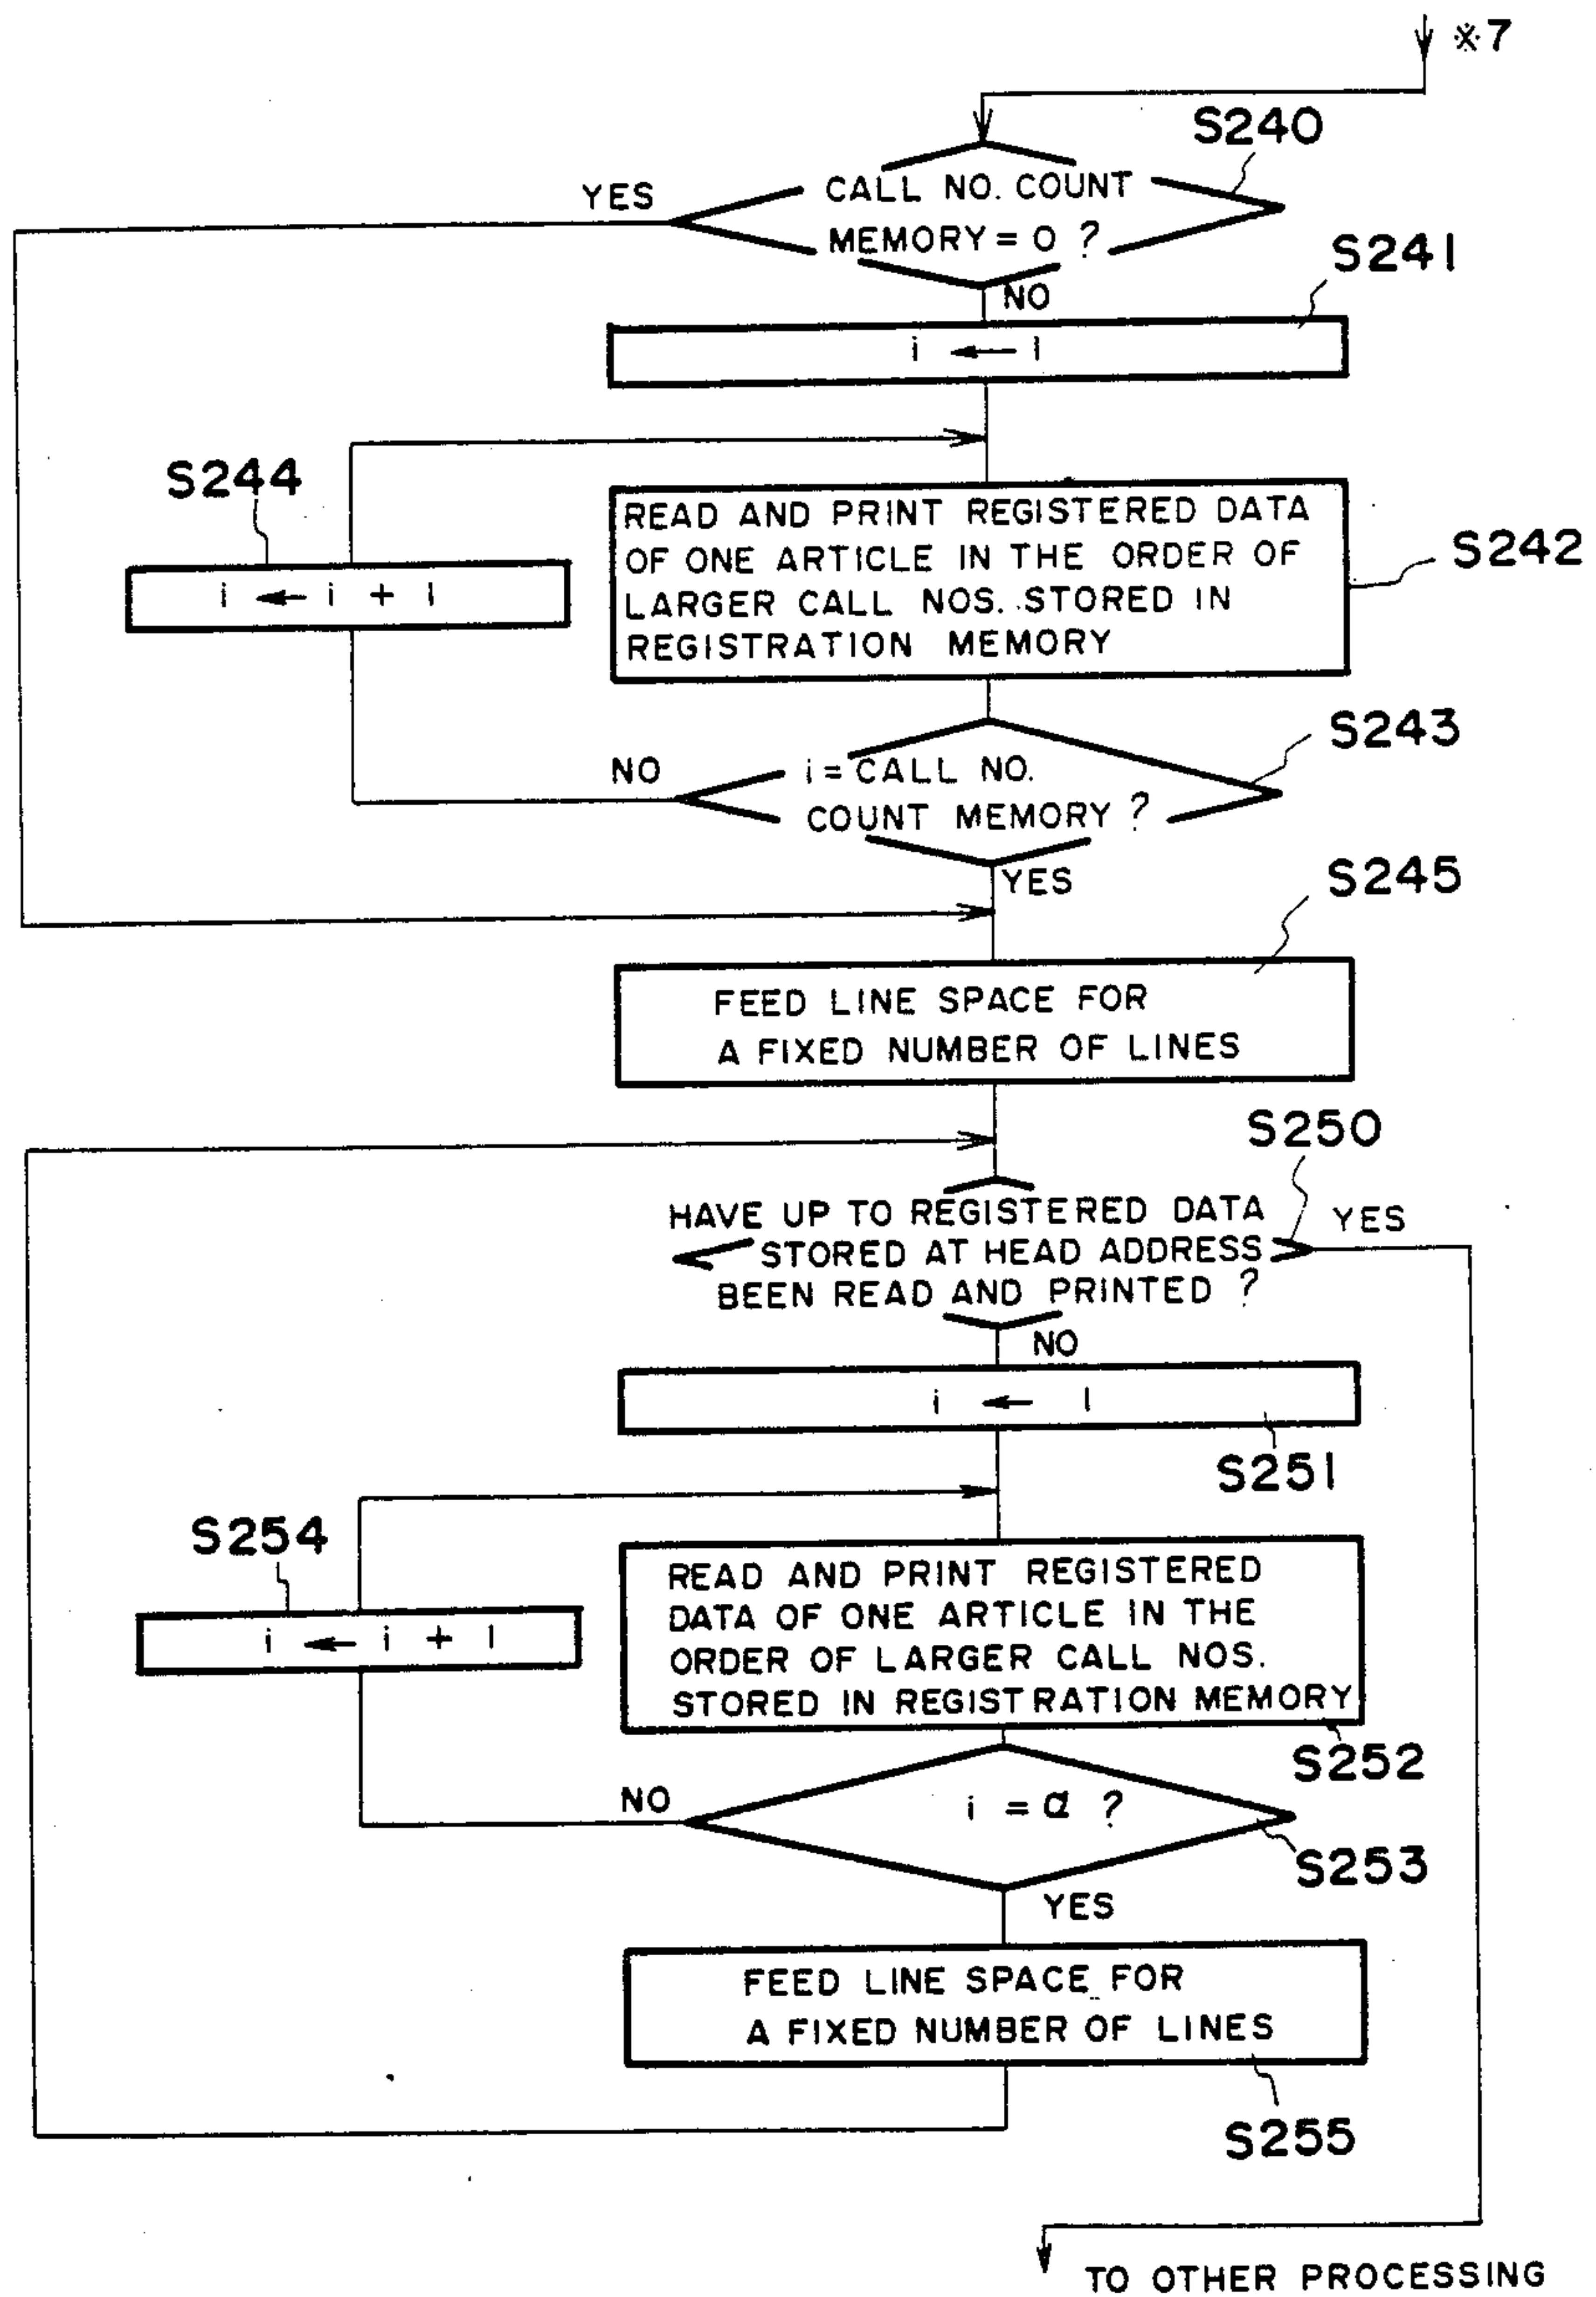 ※7
S240
YES
CALL NO. COUNT
MEMORY = 0 ?
S241
NO
i ← 1
S244
READ AND PRINT REGISTERED DATA
OF ONE ARTICLE IN THE ORDER OF
LARGER CALL NOS. STORED IN
REGISTRATION MEMORY
S242
i ← i + 1
S243
NO
i = CALL NO.
COUNT MEMORY ?
YES
S245
FEED LINE SPACE FOR
A FIXED NUMBER OF LINES
S250
HAVE UP TO REGISTERED DATA
STORED AT HEAD ADDRESS
BEEN READ AND PRINTED ?
YES
NO
i ← 1
S251
S254
READ AND PRINT REGISTERED
DATA OF ONE ARTICLE IN THE
ORDER OF LARGER CALL NOS.
STORED IN REGISTRATION MEMORY
i ← i + 1
S252
NO
i = α ?
S253
YES
FEED LINE SPACE FOR
A FIXED NUMBER OF LINES
S255
TO OTHER PROCESSING